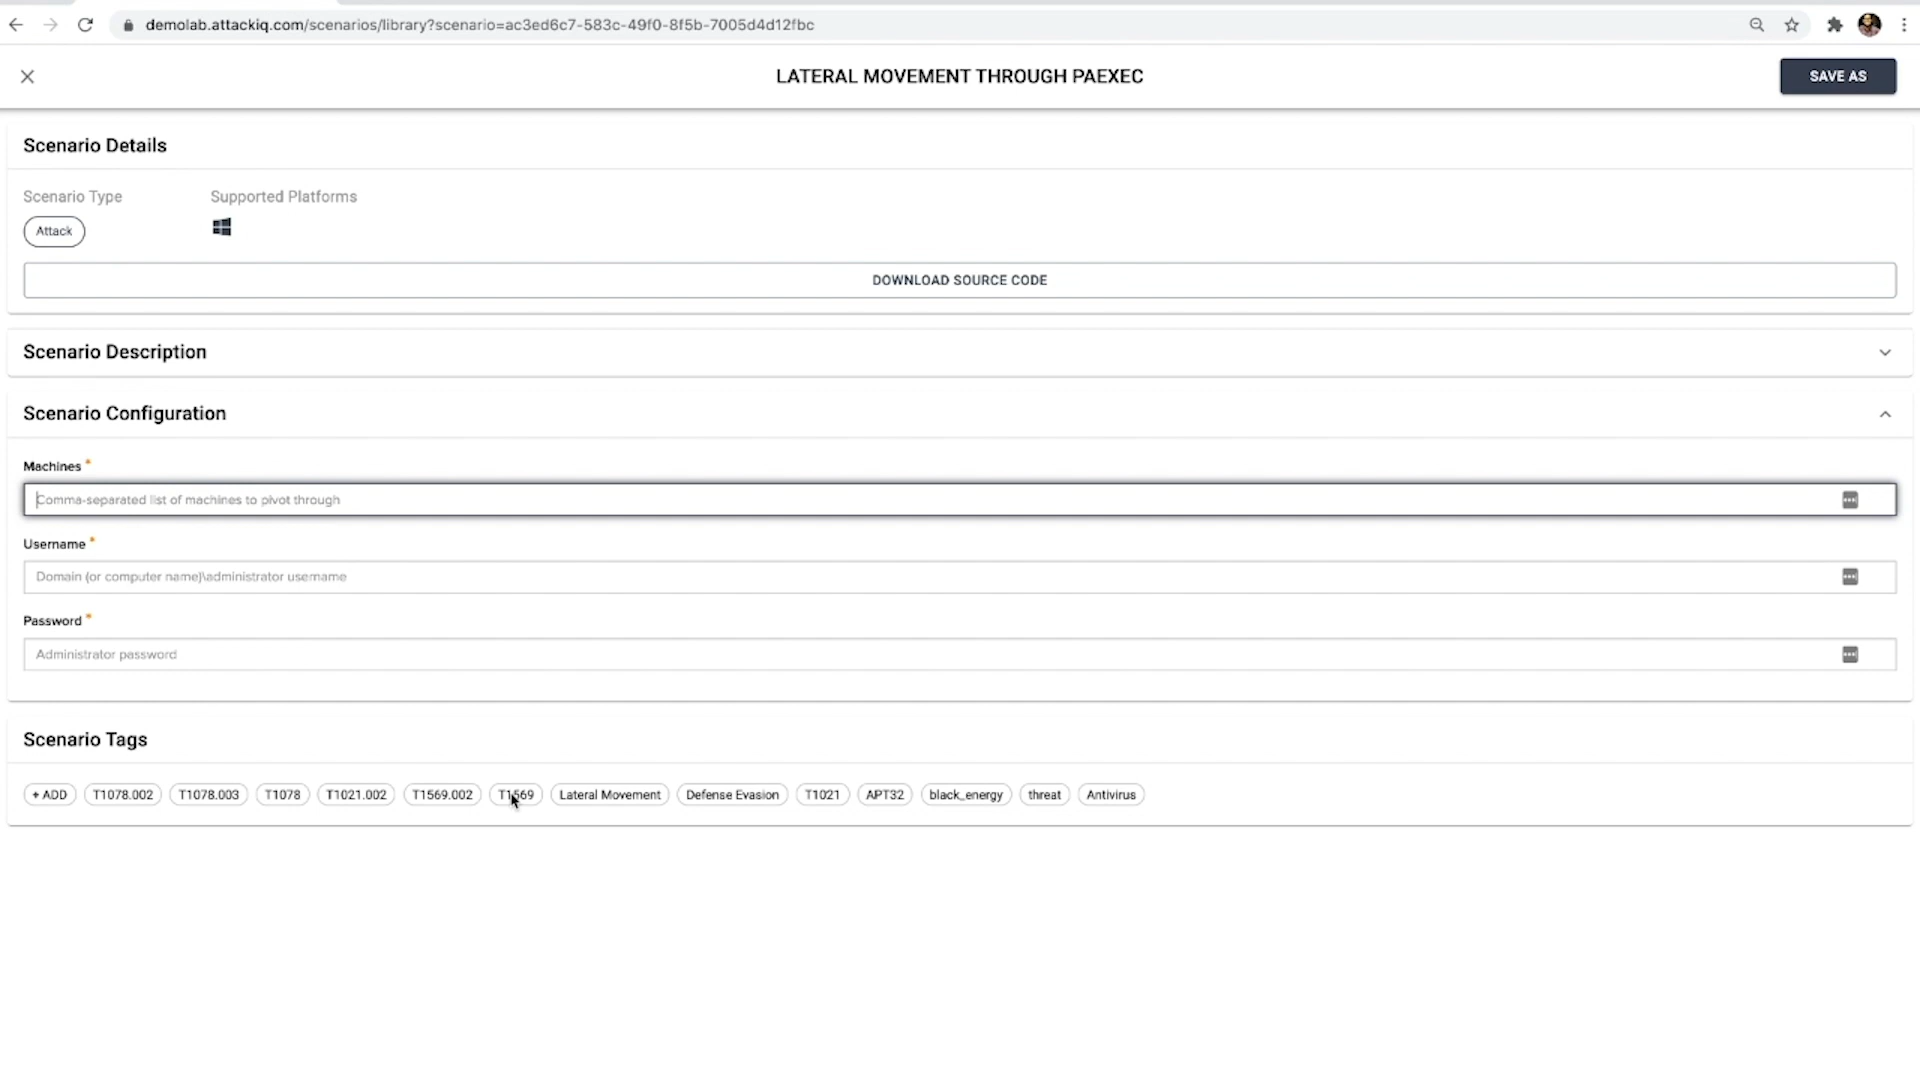 demolab.attackiq.com/scenarios/library?scenario=ac3ed6c7-583c-49f0-8f5b-7005d4d12fbc
LATERAL MOVEMENT THROUGH PAEXEC
SAVE AS
Scenario Details
Scenario Type Supported Platforms
Attack
DOWNLOAD SOURCE CODE
Scenario Description
Scenario Configuration
Machines *
Comma-separated list of machines to pivot through
Username *
Domain (or computer name)\administrator username
Password *
Administrator password
Scenario Tags
+ ADD T1078.002 T1078.003 T1078 T1021.002 T1569.002 T1569 Lateral Movement Defense Evasion T1021 APT32 black_energy threat Antivirus